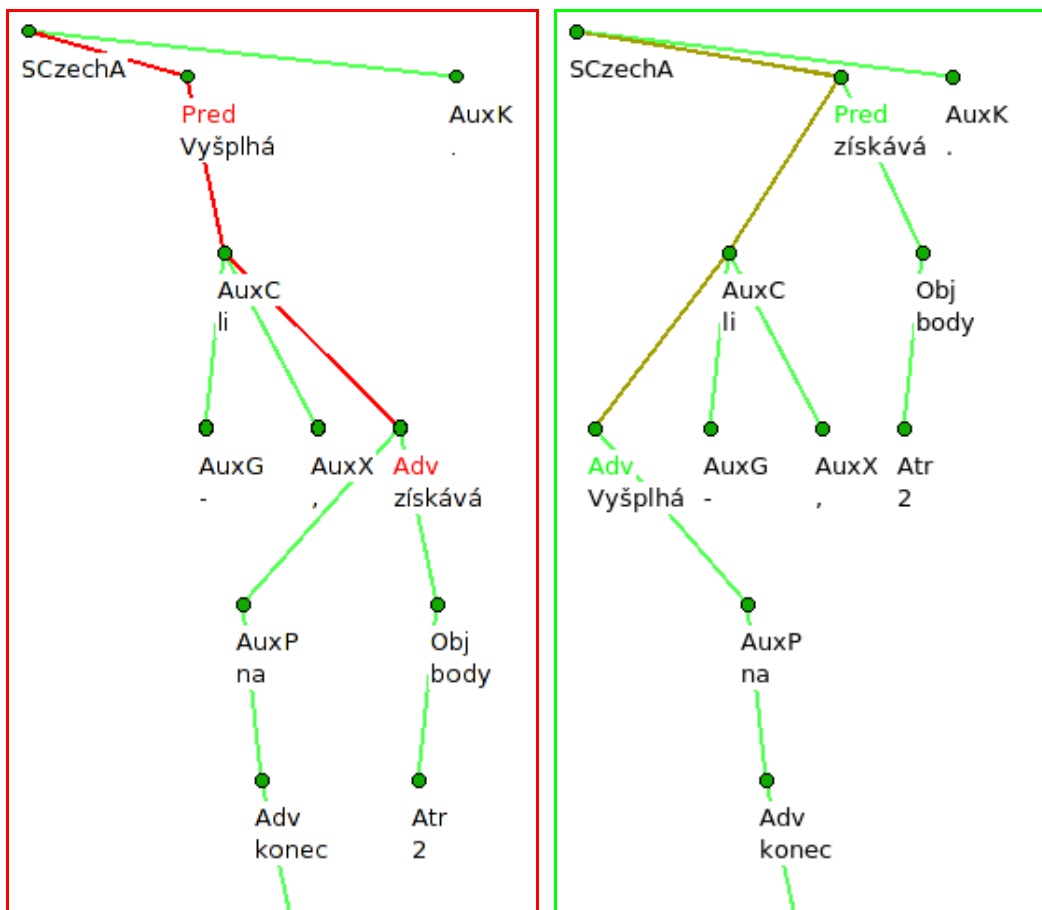 SCzechA
Pred
Vyšplhá
AuxK
.
AuxC
li
AuxG
-
AuxX
,
Adv
získává
AuxP
na
Obj
body
Adv
konec
Atr
2
SCzechA
Pred
získává
AuxK
.
AuxC
li
Obj
body
Adv
Vyšplhá
AuxG
-
AuxX
,
Atr
2
AuxP
na
Adv
konec